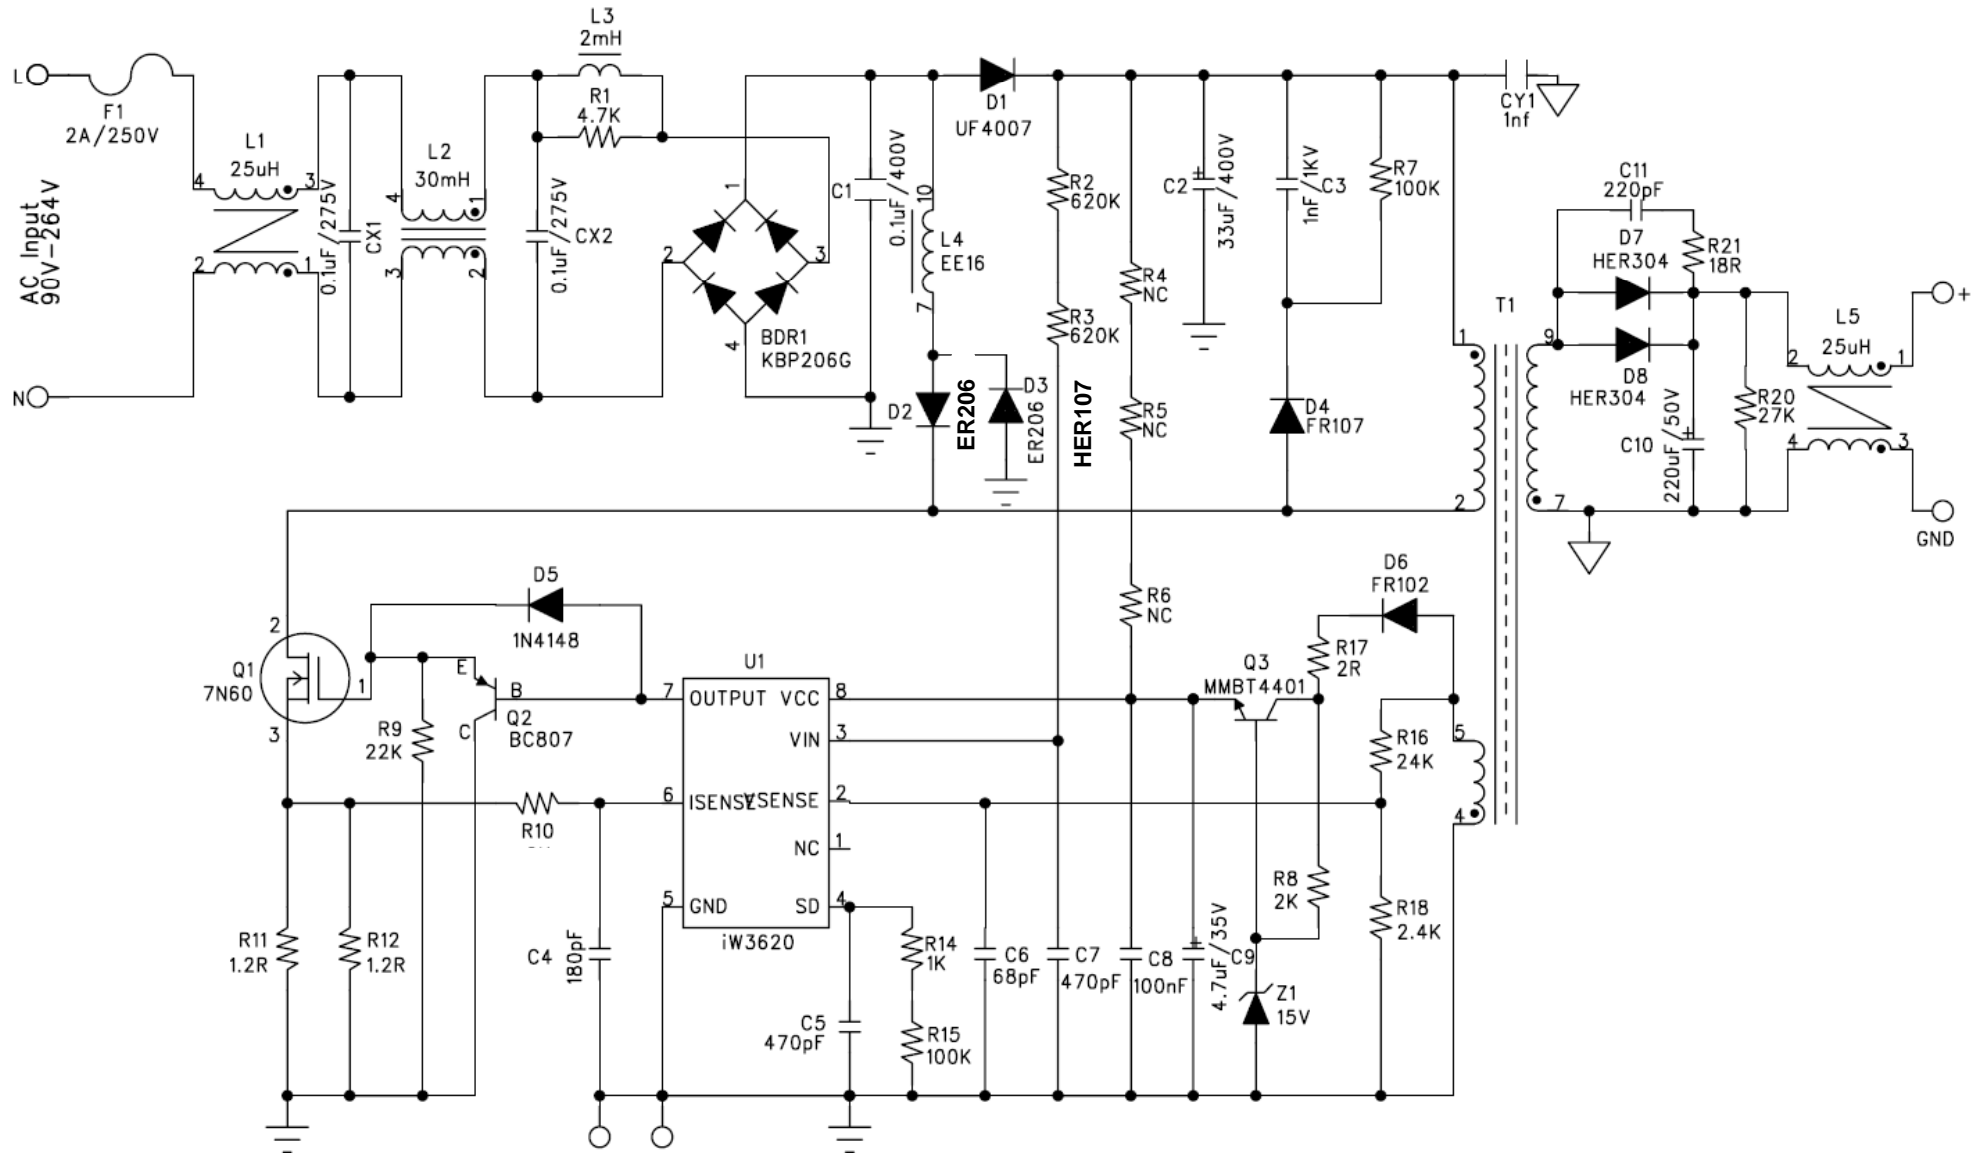 L
F1
2A/250V
AC Input
90V-264V
N
L1
25uH
4
3
2
1
0.1uF/275V
CX1
L2
30mH
4
1
3
2
L3
2mH
R1
4.7K
0.1uF/275V
CX2
1
2
3
4
BDR1
KBP206G
C1
0.1uF/400V
10
L4
EE16
7
D1
UF4007
D2
ER206
D3
ER206
HER107
R2
620K
R3
620K
R4
NC
R5
NC
R6
NC
C2
33uF/400V
1nF/1KV
C3
R7
100K
D4
FR107
CY1
1nf
T1
1
2
9
7
5
4
C11
220pF
D7
HER304
R21
18R
D8
HER304
C10
220uF/50V
R20
27K
L5
25uH
2
1
4
3
+
GND
D5
1N4148
2
Q1
7N60
1
3
R9
22K
E
B
C
Q2
BC807
U1
7
OUTPUT
VCC
8
VIN
3
6
ISENSE
VSENSE
2
NC
1
5
GND
SD
4
iW3620
R10
R11
1.2R
R12
1.2R
C4
180pF
C5
470pF
R14
1K
R15
100K
C6
68pF
C7
470pF
C8
100nF
4.7uF/35V
C9
Q3
MMBT4401
D6
FR102
R17
2R
R16
24K
R8
2K
R18
2.4K
Z1
15V